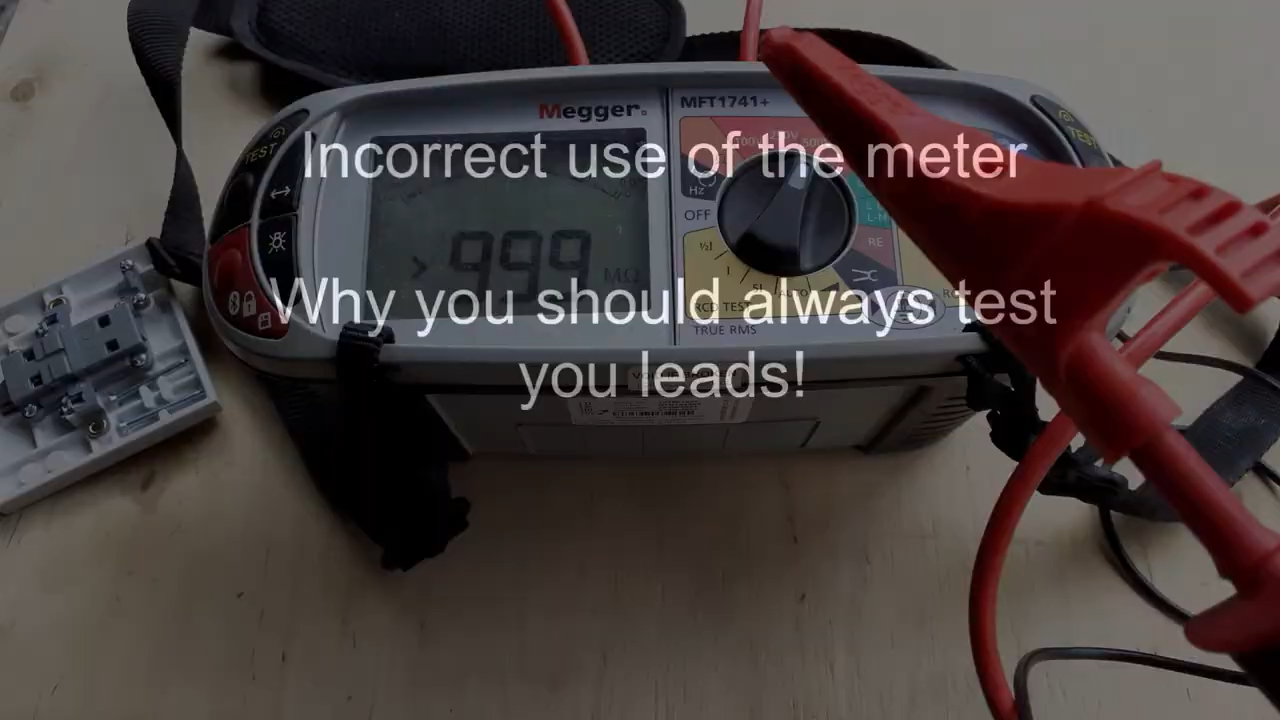 Megger
MFT1741+
TEST
TEST
Incorrect use of the meter
Hz
OFF
RE
> 999 MΩ
Why you should always test
RCD TEST
TRUE RMS
you leads!